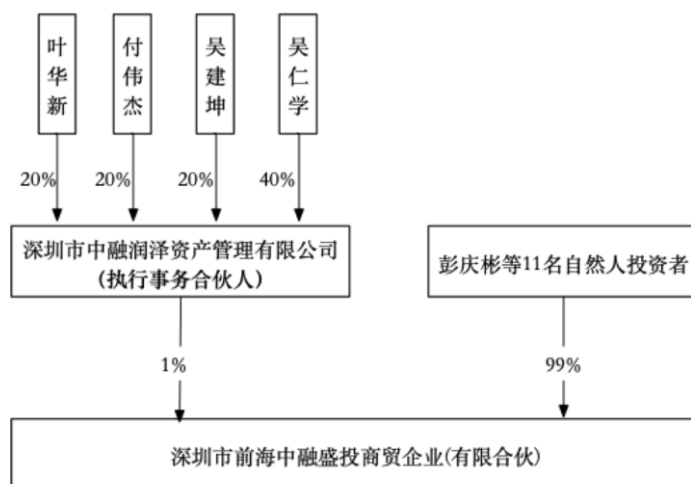 叶华新
付伟杰
吴建坤
吴仁学
20%
20%
20%
40%
深圳市中融润泽资产管理有限公司
(执行事务合伙人)
彭庆彬等11名自然人投资者
1%
99%
深圳市前海中融盛投商贸企业(有限合伙)